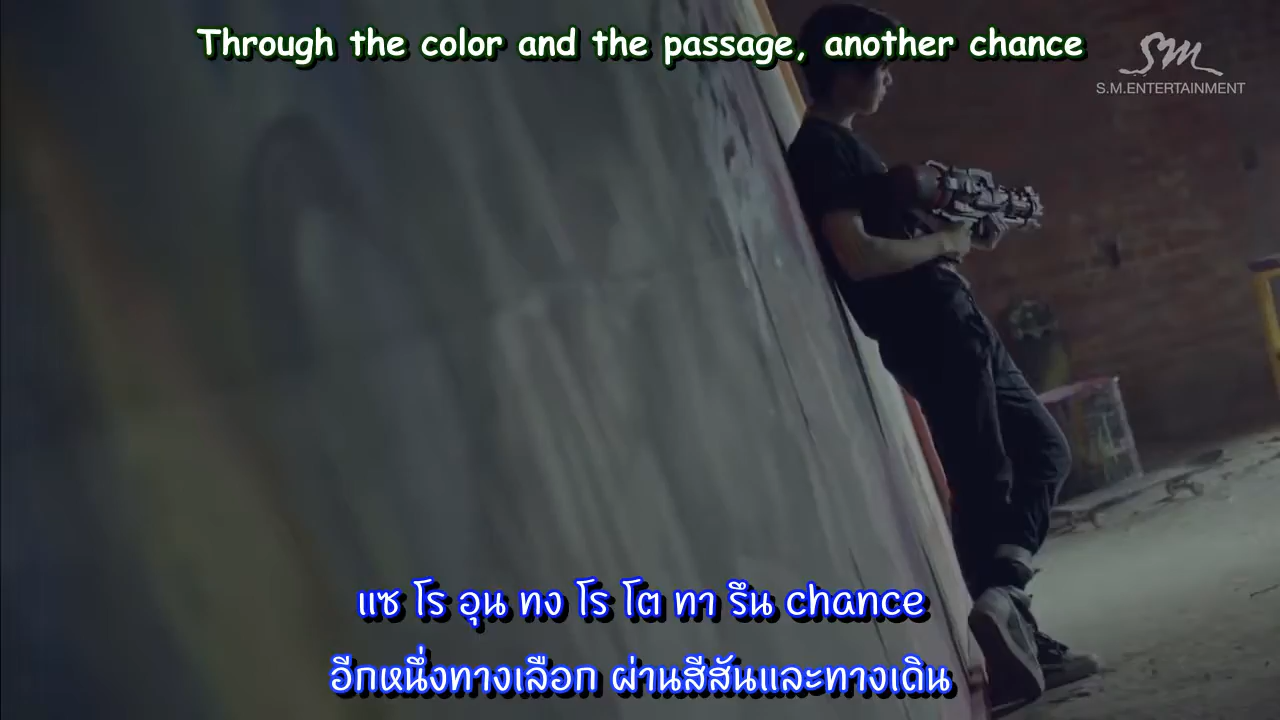 Through the color and the passage, another chance
SM
S.M.ENTERTAINMENT
แซ โร อุน ทง โร โต ทา รึน chance
อีกหนึ่งทางเลือก ผ่านสีสันและทางเดิน